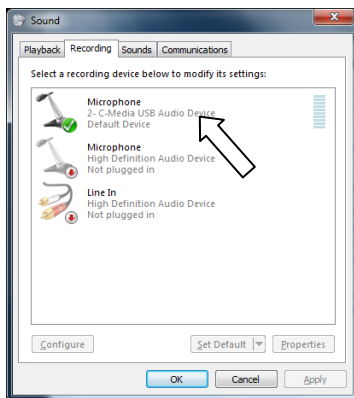 Sound
Playback Recording Sounds Communications
Select a recording device below to modify its settings:
Microphone
2- C-Media USB Audio Device
Default Device
Microphone
High Definition Audio Device
Not plugged in
Line In
High Definition Audio Device
Not plugged in
Configure Set Default Properties
OK Cancel Apply